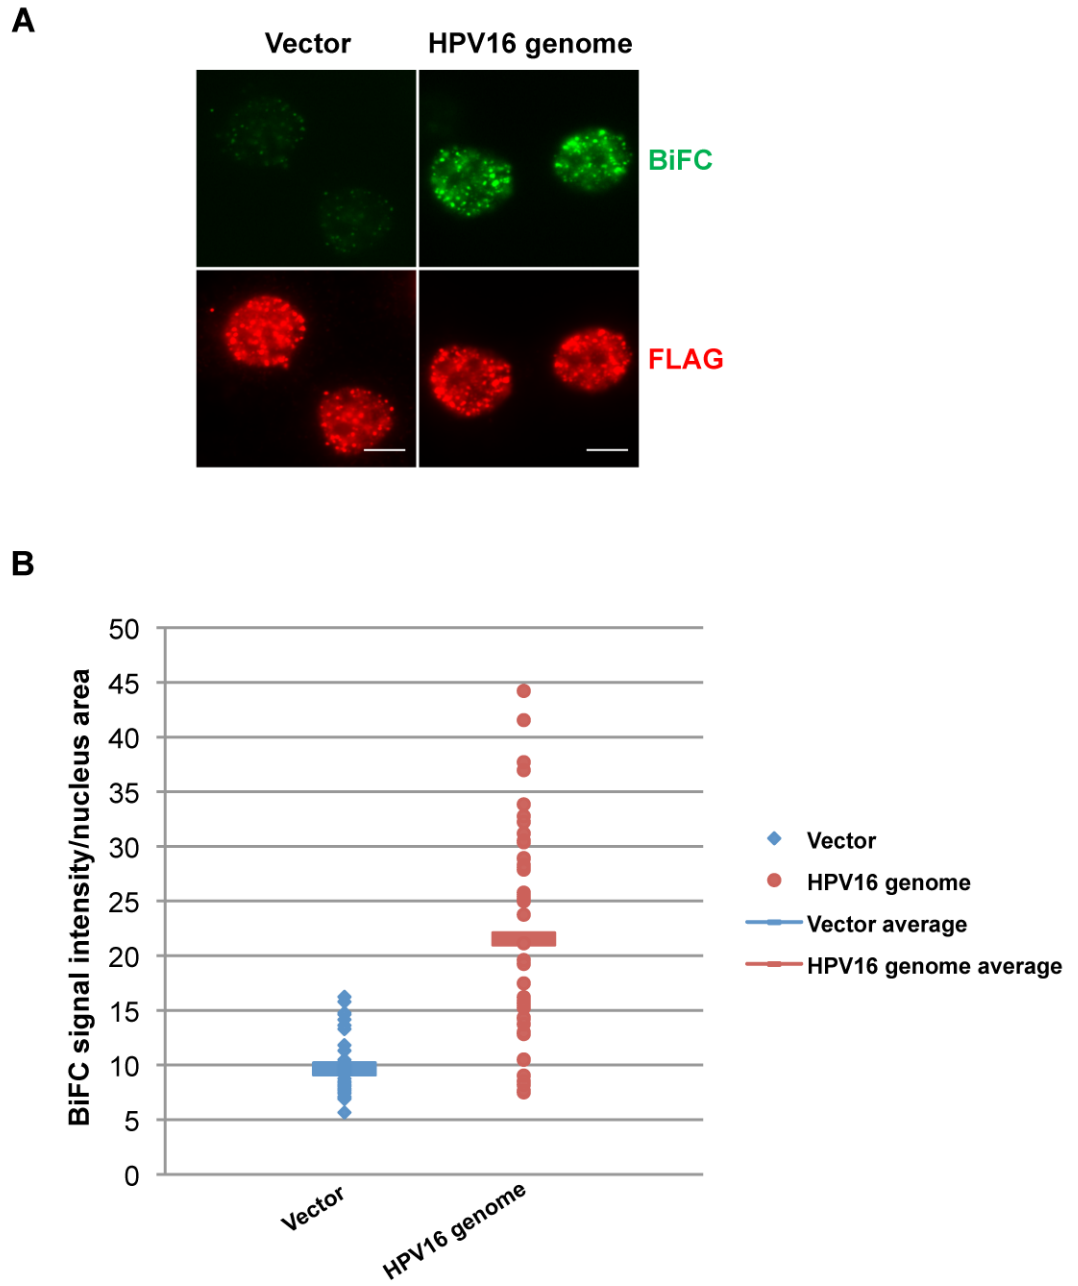 A
Vector HPV16 genome
BiFC
FLAG
B
BiFC signal intensity/nucleus area
50
45
40
35
30
25
20
15
10
5
0
Vector
HPV16 genome
Vector
HPV16 genome
Vector average
HPV16 genome average